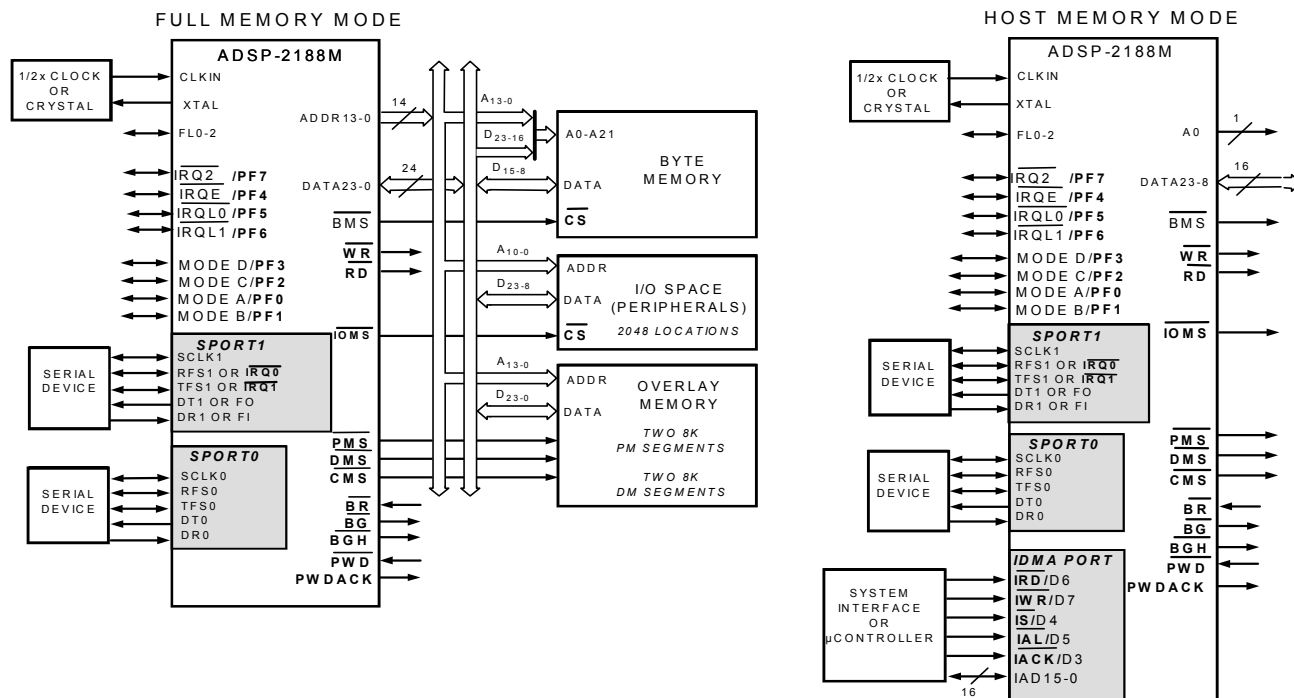 FULL MEMORY MODE
ADSP-2188M
1/2x CLOCK
OR
CRYSTAL
CLKIN
XTAL
FL0-2
IRQ2 /PF7
IRQE /PF4
IRQL0 /PF5
IRQL1 /PF6
MODE D/PF3
MODE C/PF2
MODE A/PF0
MODE B/PF1
SERIAL
DEVICE
SPORT1
SCLK1
RFS1 OR IRQ0
TFS1 OR IRQ1
DT1 OR FO
DR1 OR FI
SERIAL
DEVICE
SPORT0
SCLK0
RFS0
TFS0
DT0
DR0
ADDR13-0
14
DATA23-0
24
BMS
WR
RD
IOMS
PMS
DMS
CMS
BR
BG
BGH
PWD
PWDACK
A13-0
D23-16
D15-8
A0-A21
BYTE
MEMORY
DATA
CS
A10-0
D23-8
ADDR
I/O SPACE
(PERIPHERALS)
DATA
2048 LOCATIONS
CS
A13-0
D23-0
ADDR
OVERLAY
MEMORY
DATA
TWO 8K
PM SEGMENTS
TWO 8K
DM SEGMENTS
HOST MEMORY MODE
ADSP-2188M
1/2x CLOCK
OR
CRYSTAL
CLKIN
XTAL
FL0-2
IRQ2 /PF7
IRQE /PF4
IRQL0 /PF5
IRQL1 /PF6
MODE D/PF3
MODE C/PF2
MODE A/PF0
MODE B/PF1
SERIAL
DEVICE
SPORT1
SCLK1
RFS1 OR IRQ0
TFS1 OR IRQ1
DT1 OR FO
DR1 OR FI
SERIAL
DEVICE
SPORT0
SCLK0
RFS0
TFS0
DT0
DR0
SYSTEM
INTERFACE
OR
µCONTROLLER
IDMA PORT
IRD/D6
IWR/D7
IS/D4
IAL/D5
IACK/D3
IAD15-0
16
A0
1
DATA23-8
16
BMS
WR
RD
IOMS
PMS
DMS
CMS
BR
BG
BGH
PWD
PWDACK